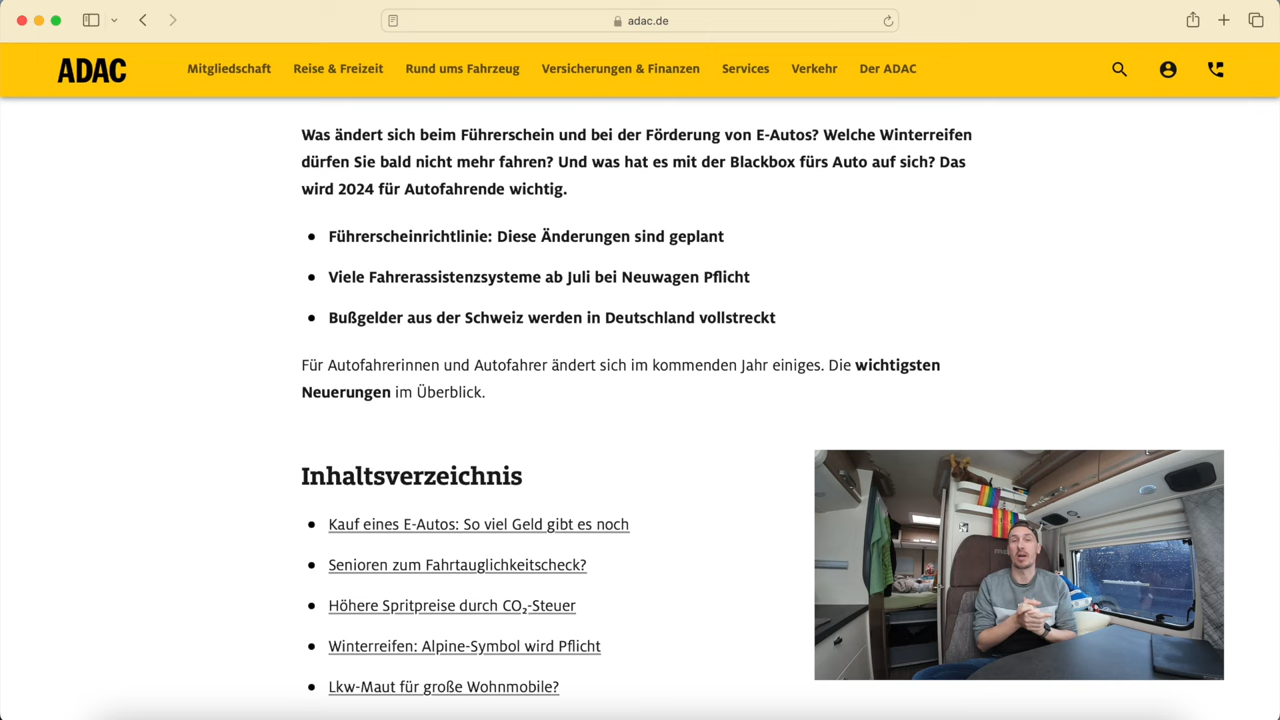 adac.de
ADAC
Mitgliedschaft Reise & Freizeit Rund ums Fahrzeug Versicherungen & Finanzen Services Verkehr Der ADAC
Was ändert sich beim Führerschein und bei der Förderung von E-Autos? Welche Winterreifen
dürfen Sie bald nicht mehr fahren? Und was hat es mit der Blackbox fürs Auto auf sich? Das
wird 2024 für Autofahrende wichtig.
• Führerscheinrichtlinie: Diese Änderungen sind geplant
• Viele Fahrerassistenzsysteme ab Juli bei Neuwagen Pflicht
• Bußgelder aus der Schweiz werden in Deutschland vollstreckt
Für Autofahrerinnen und Autofahrer ändert sich im kommenden Jahr einiges. Die wichtigsten
Neuerungen im Überblick.
Inhaltsverzeichnis
• Kauf eines E-Autos: So viel Geld gibt es noch
• Senioren zum Fahrtauglichkeitscheck?
• Höhere Spritpreise durch CO₂-Steuer
• Winterreifen: Alpine-Symbol wird Pflicht
• Lkw-Maut für große Wohnmobile?